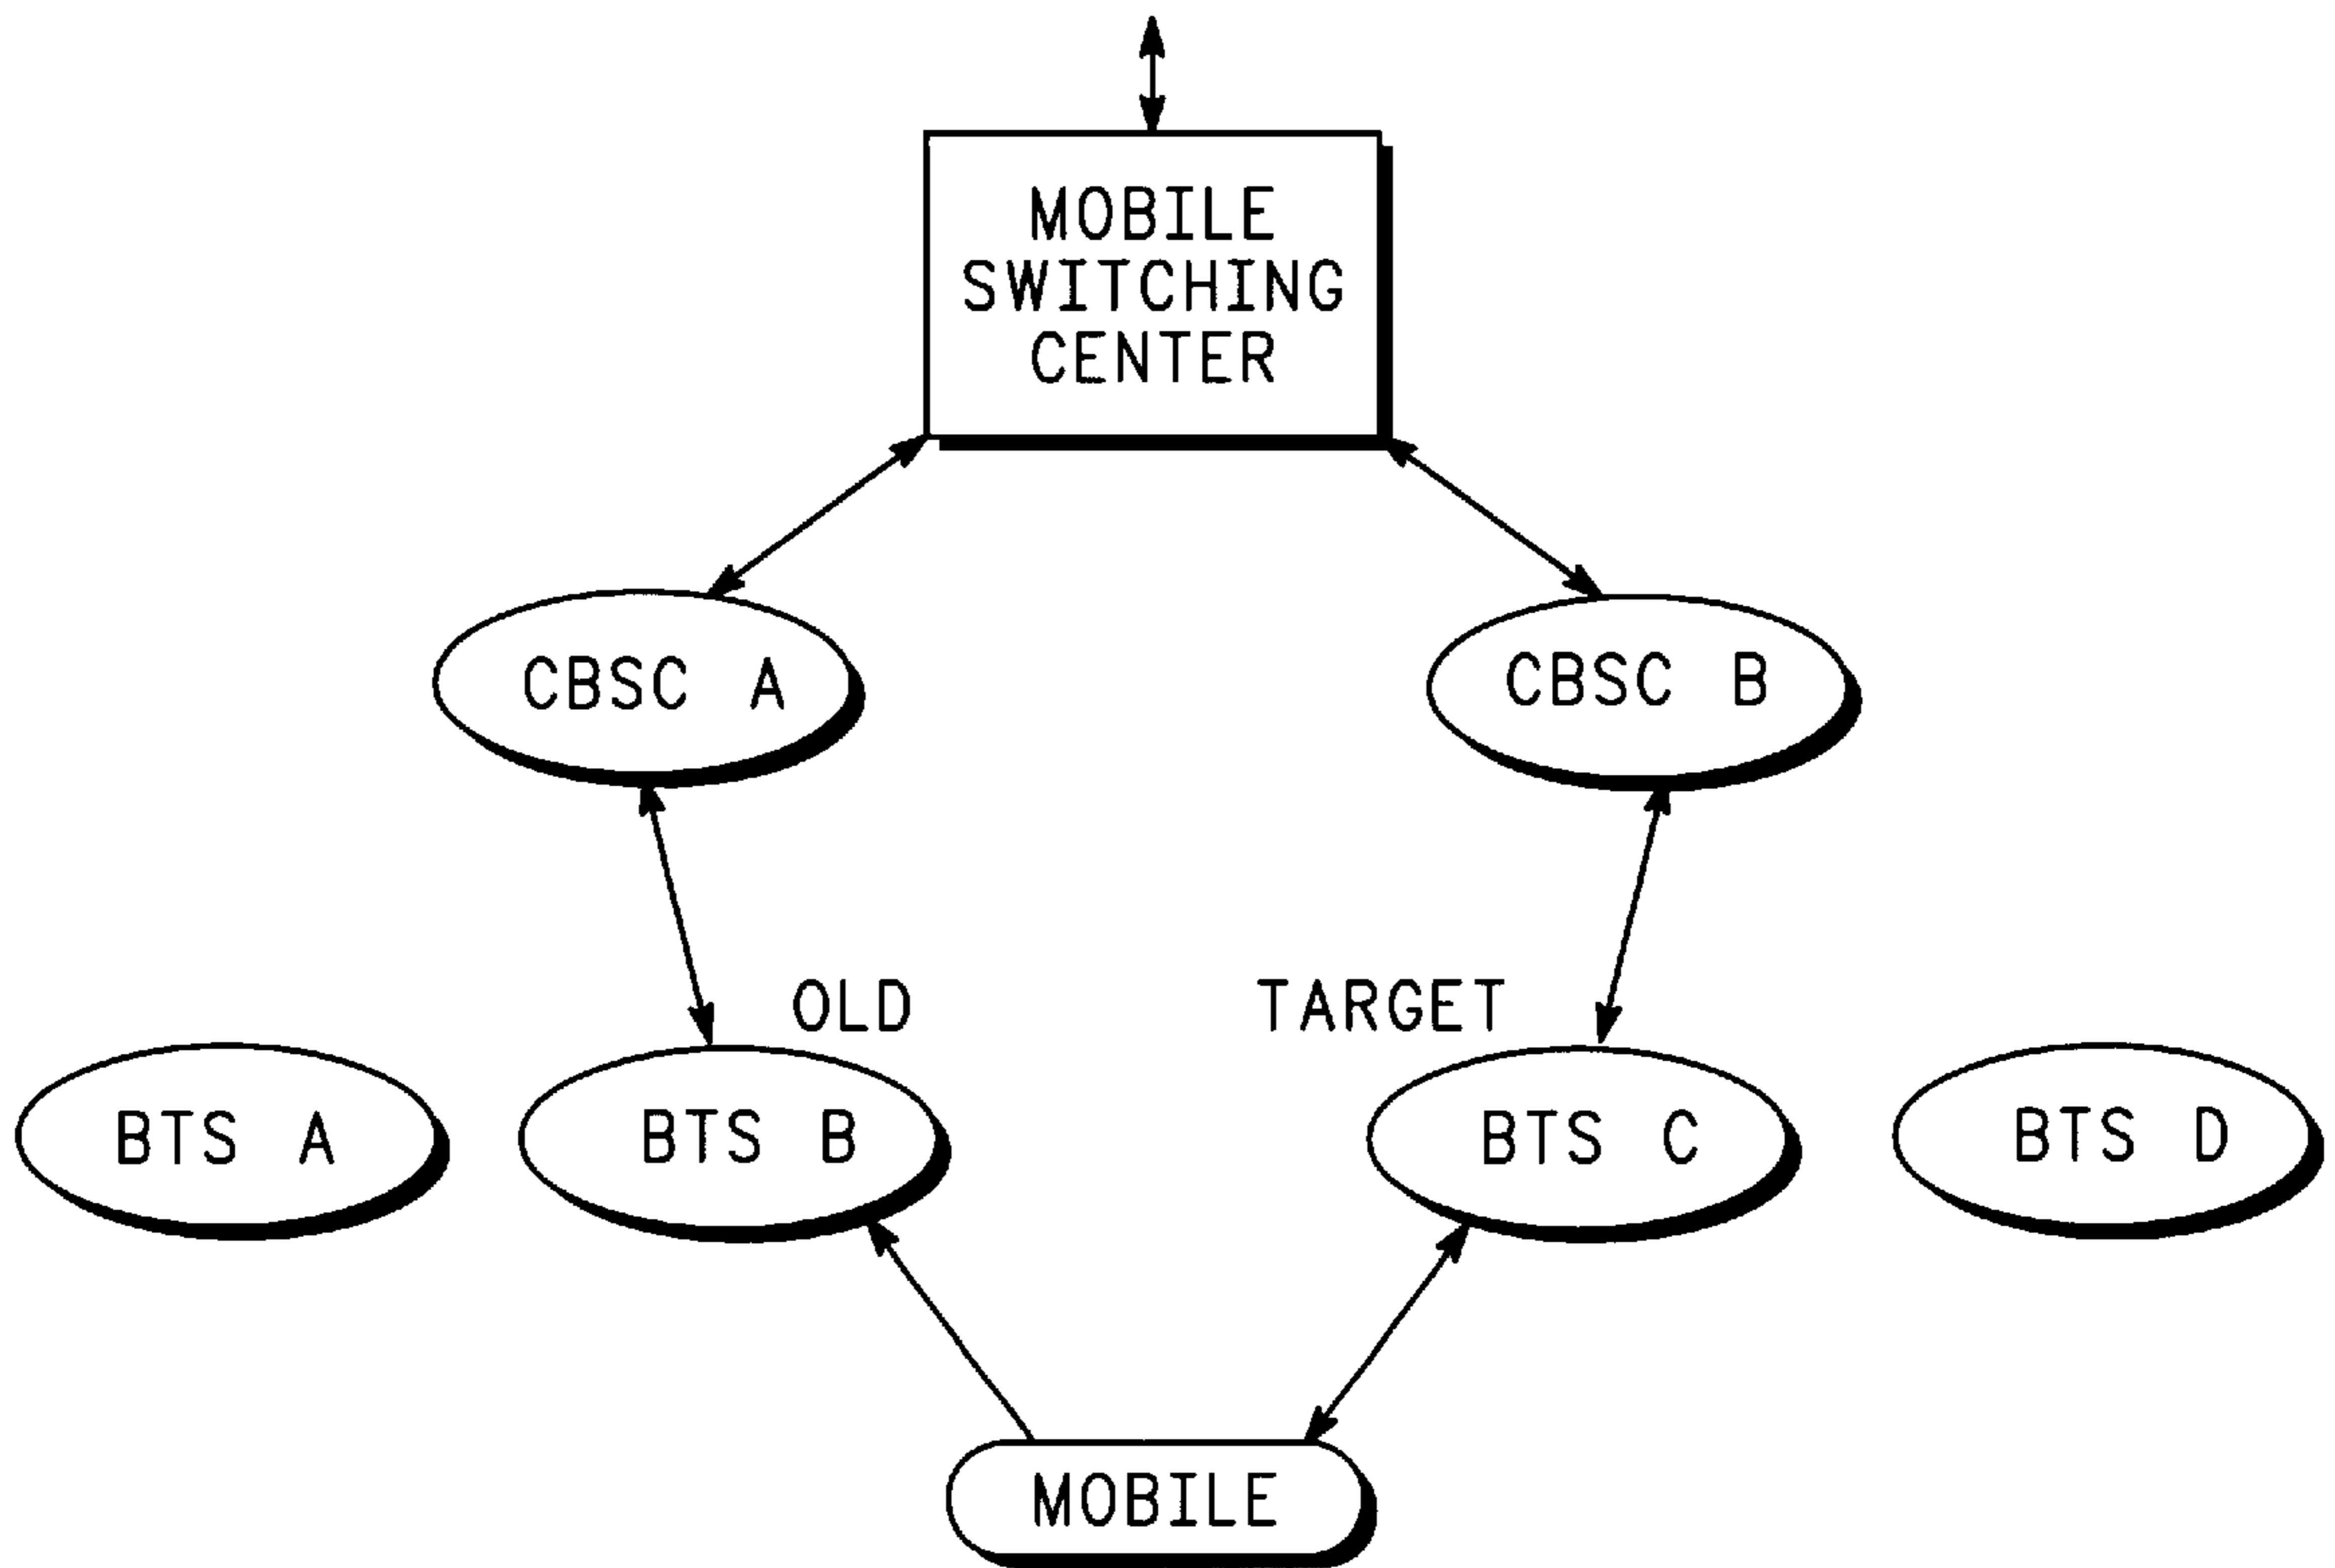 MOBILE
SWITCHING
CENTER
CBSC A
CBSC B
OLD
TARGET
BTS A
BTS B
BTS C
BTS D
MOBILE